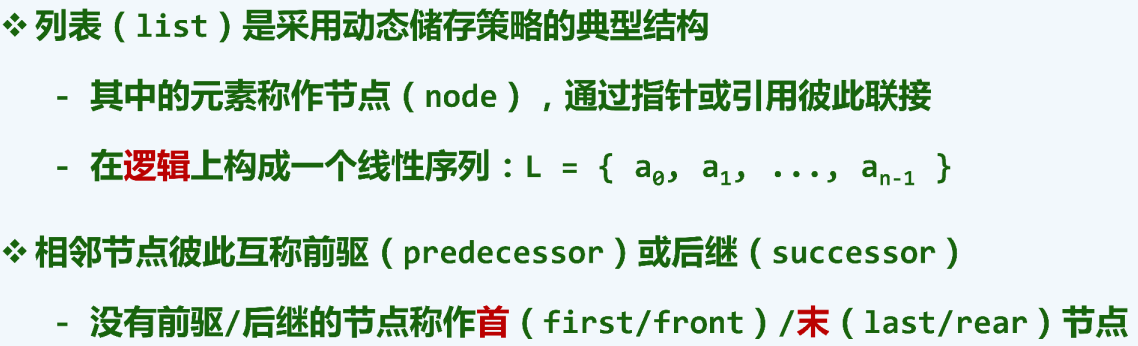 ❖ 列表（list）是采用动态储存策略的典型结构
- 其中的元素称作节点（node），通过指针或引用彼此联接
- 在逻辑上构成一个线性序列：L = { a₀, a₁, ..., aₙ₋₁ }
❖ 相邻节点彼此互称前驱（predecessor）或后继（successor）
- 没有前驱/后继的节点称作首（first/front）/末（last/rear）节点